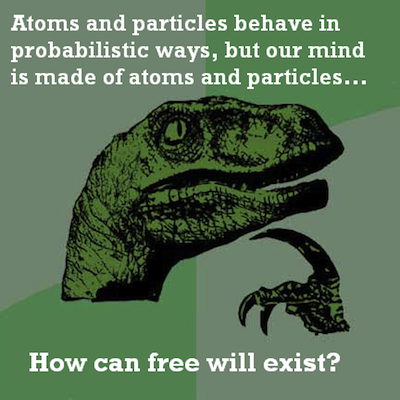 Atoms and particles behave in
probabilistic ways, but our mind
is made of atoms and particles...
How can free will exist?